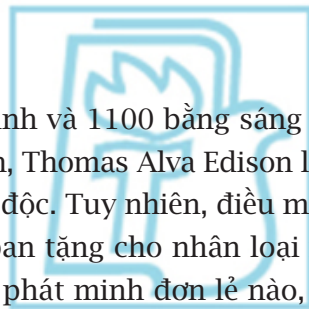 inh và 1100 bằng sáng
, Thomas Alva Edison l
độc. Tuy nhiên, điều m
an tặng cho nhân loại
phát minh đơn lẻ nào,